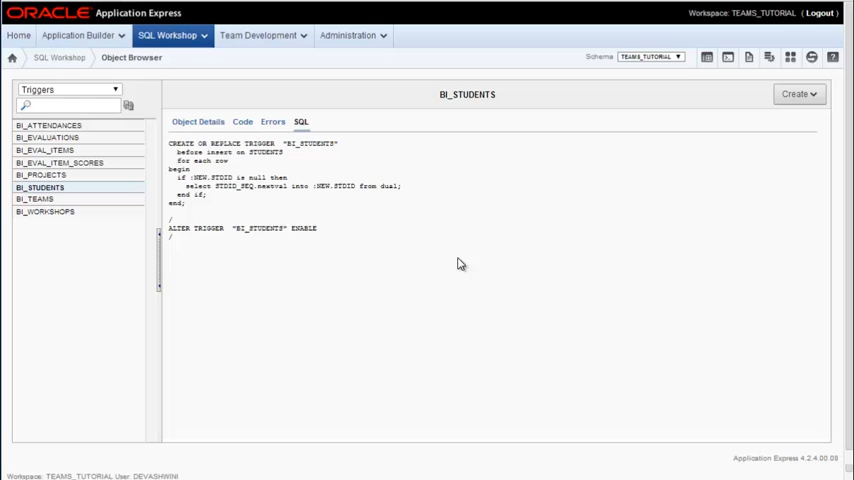 ORACLE Application Express
Workspace: TEAMS_TUTORIAL ( Logout )
Home Application Builder SQL Workshop Team Development Administration
SQL Workshop Object Browser
Schema TEAMS_TUTORIAL
Triggers
BI_STUDENTS
Create
BI_ATTENDANCES
BI_EVALUATIONS
BI_EVAL_ITEMS
BI_EVAL_ITEM_SCORES
BI_PROJECTS
BI_STUDENTS
BI_TEAMS
BI_WORKSHOPS
Object Details Code Errors SQL
CREATE OR REPLACE TRIGGER "BI_STUDENTS"
before insert on STUDENTS
for each row
begin
if :NEW.STDID is null then
select STDID_SEQ.nextval into :NEW.STDID from dual;
end if;
end;
/
ALTER TRIGGER "BI_STUDENTS" ENABLE
/
Application Express 4.2.4.00.08
Workspace: TEAMS_TUTORIAL User: DEVASHWINI